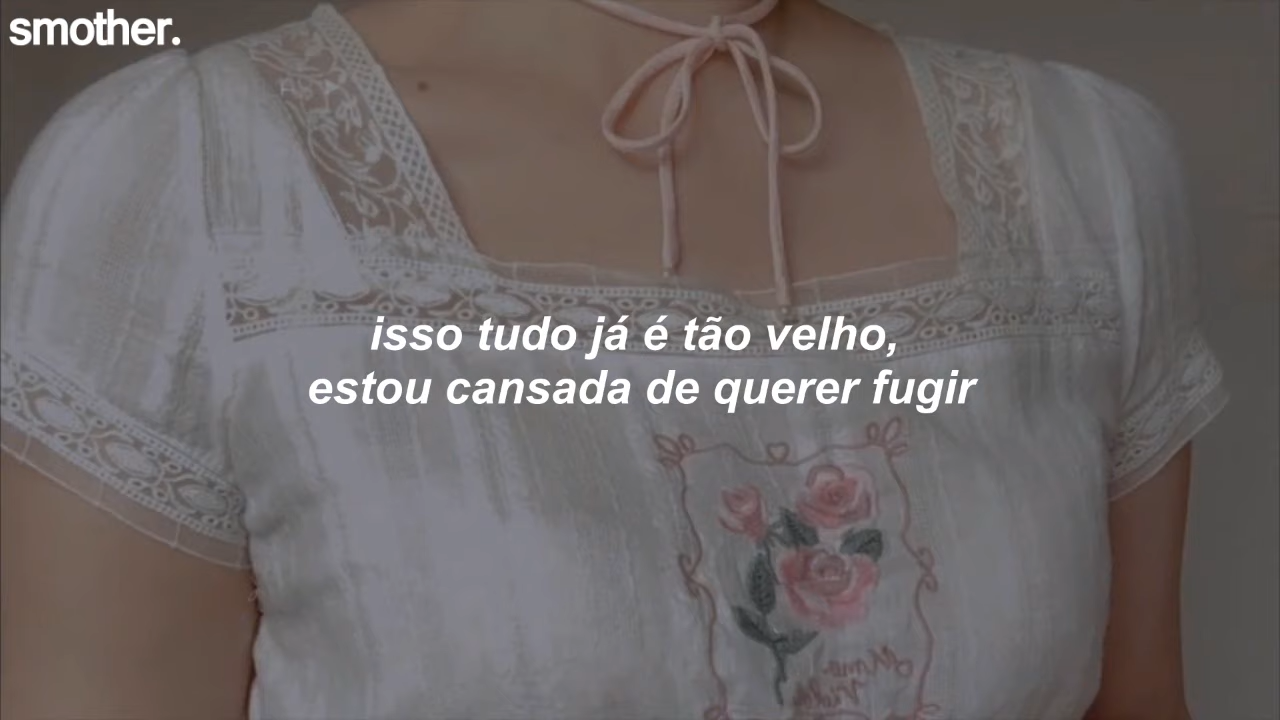 smother.
isso tudo já é tão velho,
estou cansada de querer fugir